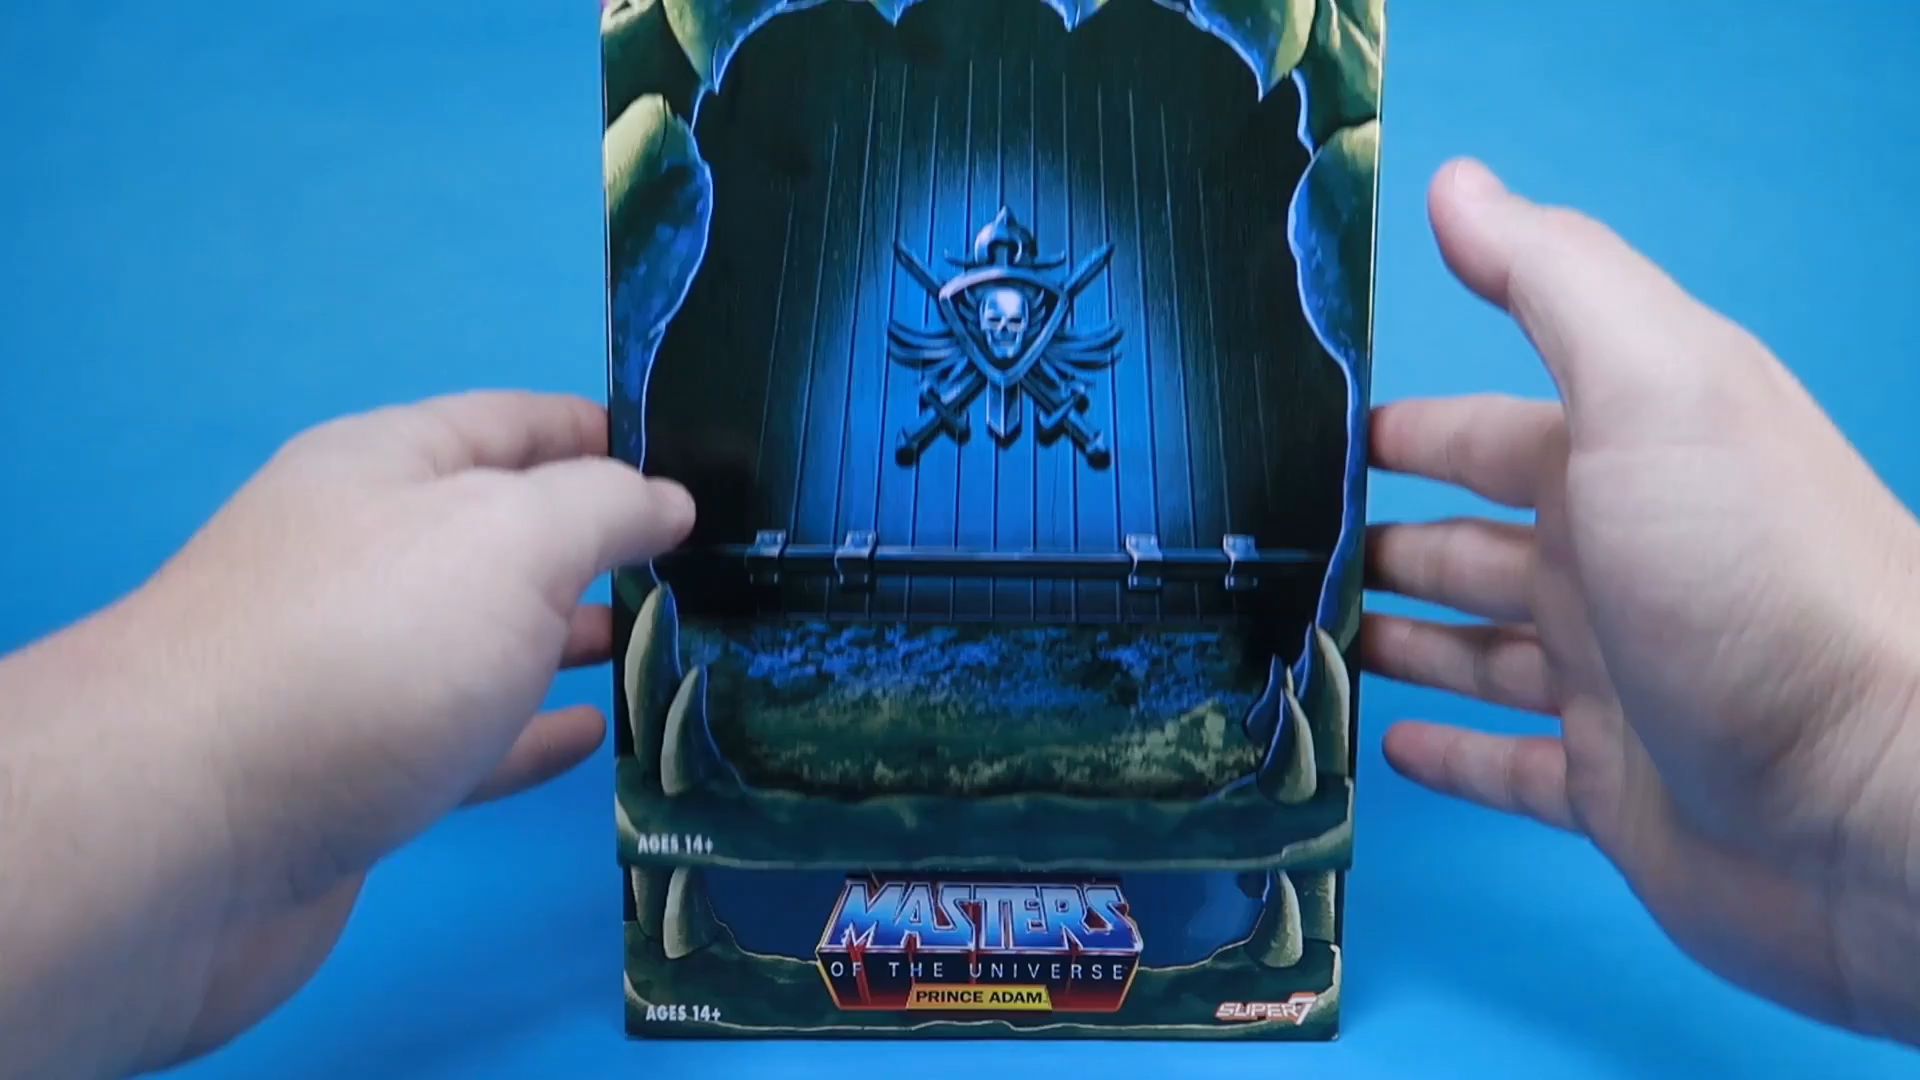 AGES 14+
MASTERS
OF THE UNIVERSE
PRINCE ADAM
AGES 14+
SUPER7